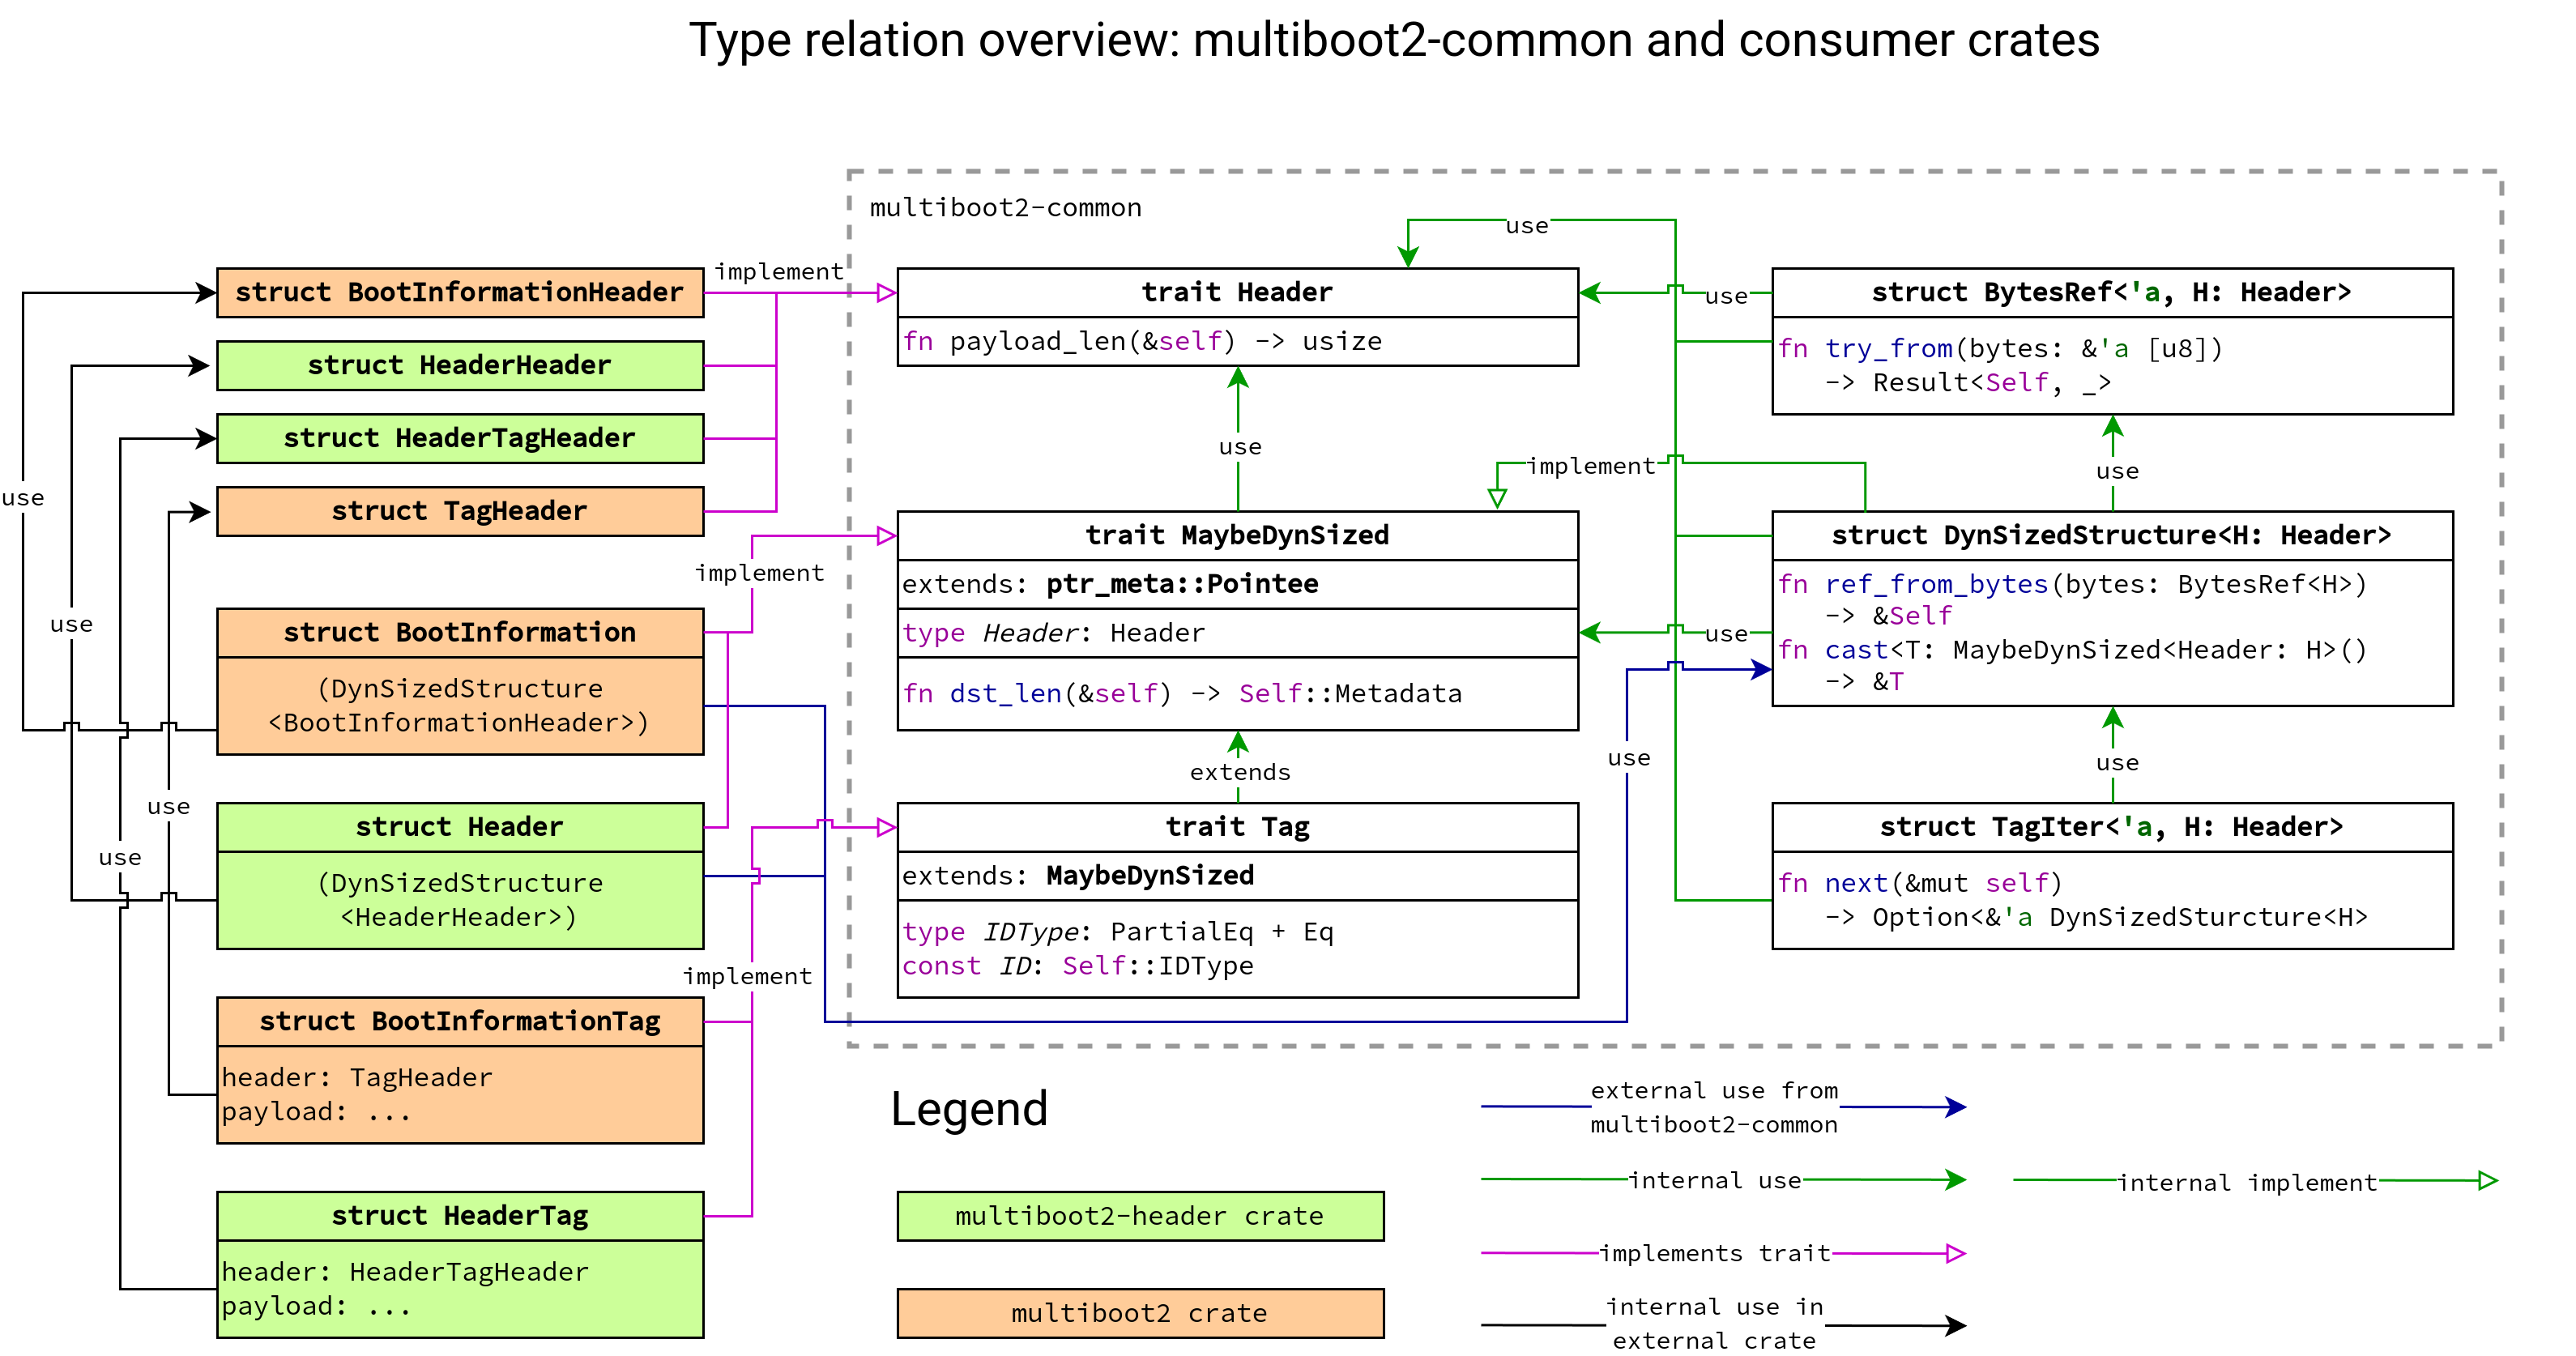 Type relation overview: multiboot2-common and consumer crates
multiboot2-common
use
implement
struct BootInformationHeader
struct HeaderHeader
struct HeaderTagHeader
struct TagHeader
use
use
use
use
implement
struct BootInformation
(DynSizedStructure
<BootInformationHeader>)
struct Header
(DynSizedStructure
<HeaderHeader>)
implement
struct BootInformationTag
header: TagHeader
payload: ...
struct HeaderTag
header: HeaderTagHeader
payload: ...
trait Header
fn payload_len(&self) -> usize
use
use
implement
trait MaybeDynSized
extends: ptr_meta::Pointee
type Header: Header
fn dst_len(&self) -> Self::Metadata
use
use
extends
trait Tag
extends: MaybeDynSized
type IDType: PartialEq + Eq
const ID: Self::IDType
struct BytesRef<'a, H: Header>
fn try_from(bytes: &'a [u8])
-> Result<Self, _>
use
struct DynSizedStructure<H: Header>
fn ref_from_bytes(bytes: BytesRef<H>)
-> &Self
fn cast<T: MaybeDynSized<Header: H>()
-> &T
use
struct TagIter<'a, H: Header>
fn next(&mut self)
-> Option<&'a DynSizedSturcture<H>
Legend
multiboot2-header crate
multiboot2 crate
external use from
multiboot2-common
internal use
internal implement
implements trait
internal use in
external crate